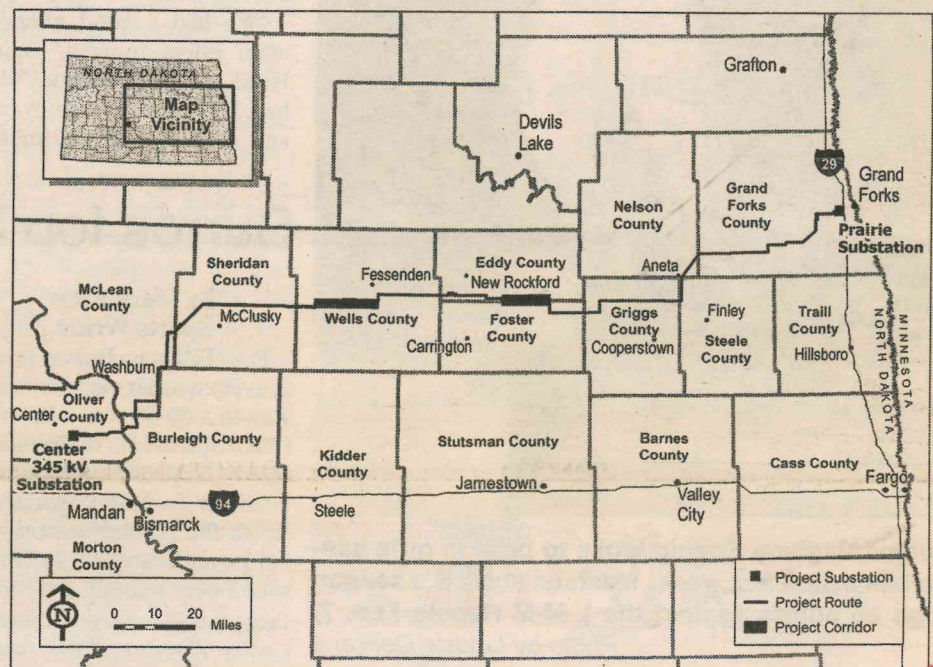 NORTH DAKOTA
Map
Vicinity
Grafton
Devils
Lake
29
Grand
Forks
Nelson
County
Grand
Forks
County
Prairie
Substation
Sheridan
County
Fessenden
Eddy County
New Rockford
Aneta
McLean
County
McClusky
Wells County
Foster
County
Griggs
County
Finley
Traill
County
Carrington
Cooperstown
Steele
County
Hillsboro
MINNESOTA
NORTH DAKOTA
Washburn
Oliver
County
Center
Burleigh County
Center
345 kV
Substation
Kidder
County
Stutsman County
Barnes
County
Cass County
Jamestown
Valley
City
Fargo
Mandan
94
Bismarck
Steele
Morton
County
N
0 10 20
Miles
Project Substation
Project Route
Project Corridor